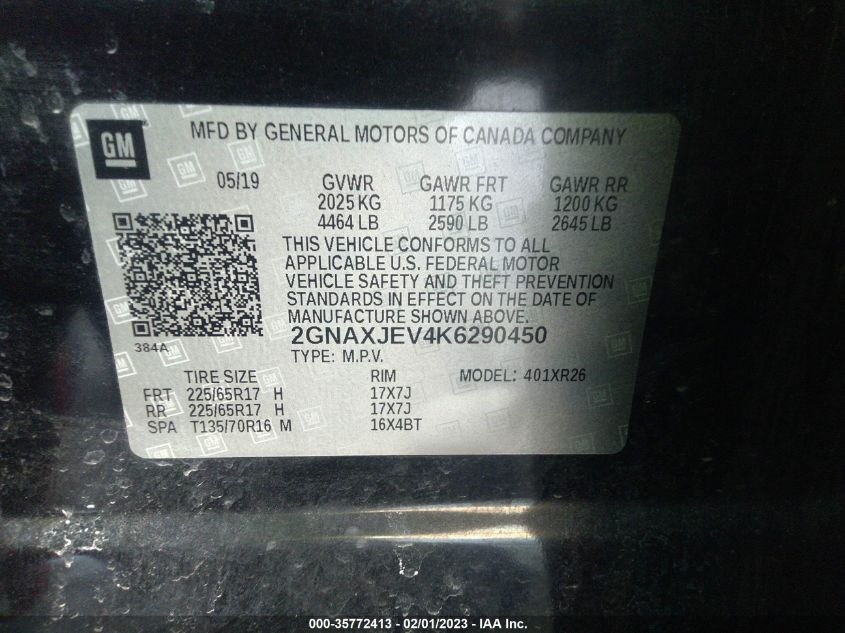 GM
MFD BY GENERAL MOTORS OF CANADA COMPANY
05/19 GVWR GAWR FRT GAWR RR
2025 KG 1175 KG 1200 KG
4464 LB 2590 LB 2645 LB
THIS VEHICLE CONFORMS TO ALL
APPLICABLE U.S. FEDERAL MOTOR
VEHICLE SAFETY AND THEFT PREVENTION
STANDARDS IN EFFECT ON THE DATE OF
MANUFACTURE SHOWN ABOVE.
384A 2GNAXJEV4K6290450
TYPE: M.P.V.
TIRE SIZE RIM MODEL: 401XR26
FRT 225/65R17 H 17X7J
RR 225/65R17 H 17X7J
SPA T135/70R16 M 16X4BT
000-35772413 - 02/01/2023 - IAA Inc.